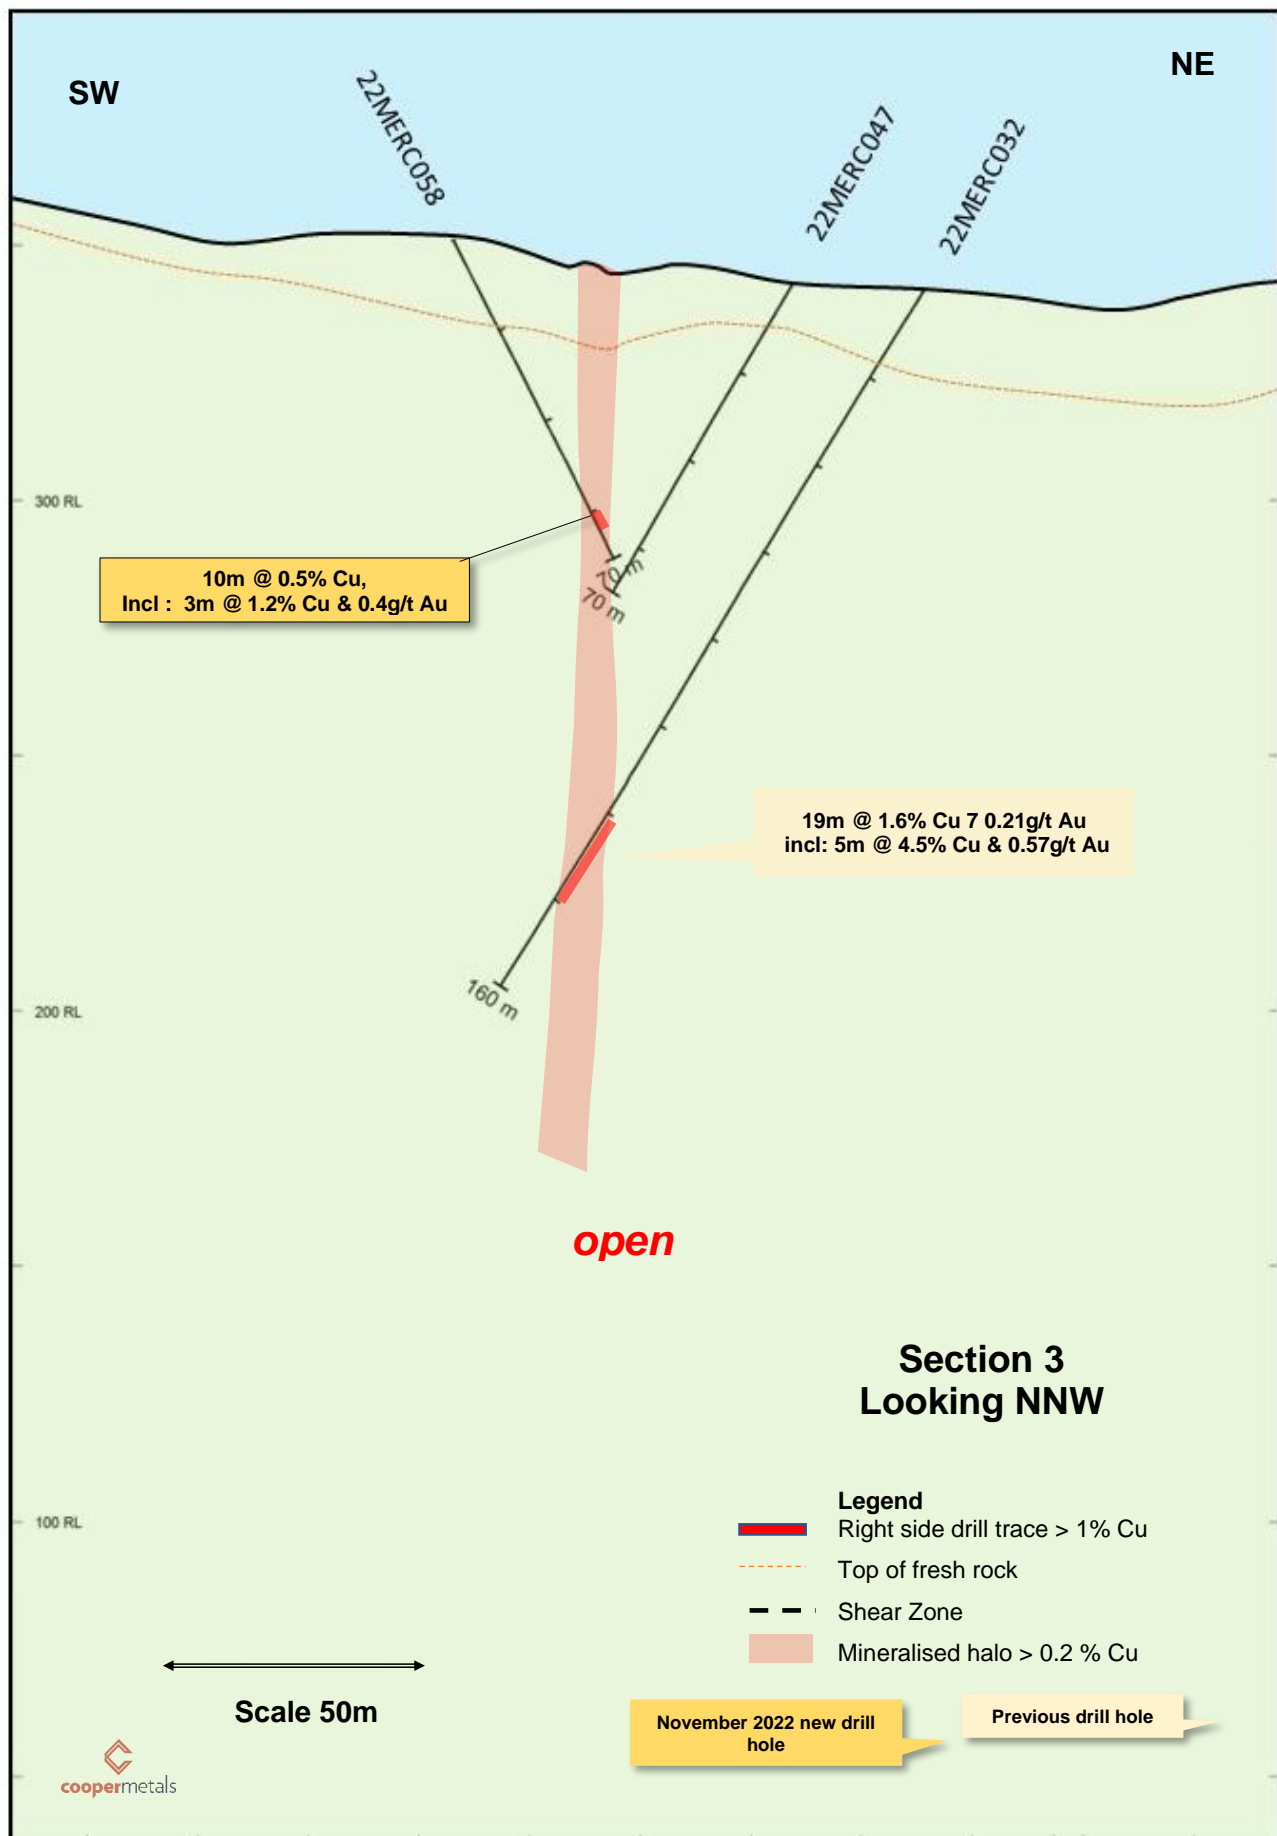 SW
NE
22MERC058
22MERC047
22MERC032
300 RL
10m @ 0.5% Cu,
Incl : 3m @ 1.2% Cu & 0.4g/t Au
70 m
70 m
19m @ 1.6% Cu 7 0.21g/t Au
incl: 5m @ 4.5% Cu & 0.57g/t Au
160 m
200 RL
open
Section 3
Looking NNW
Legend
100 RL
Right side drill trace > 1% Cu
Top of fresh rock
Shear Zone
Mineralised halo > 0.2 % Cu
Scale 50m
November 2022 new drill
hole
Previous drill hole
coopermetals